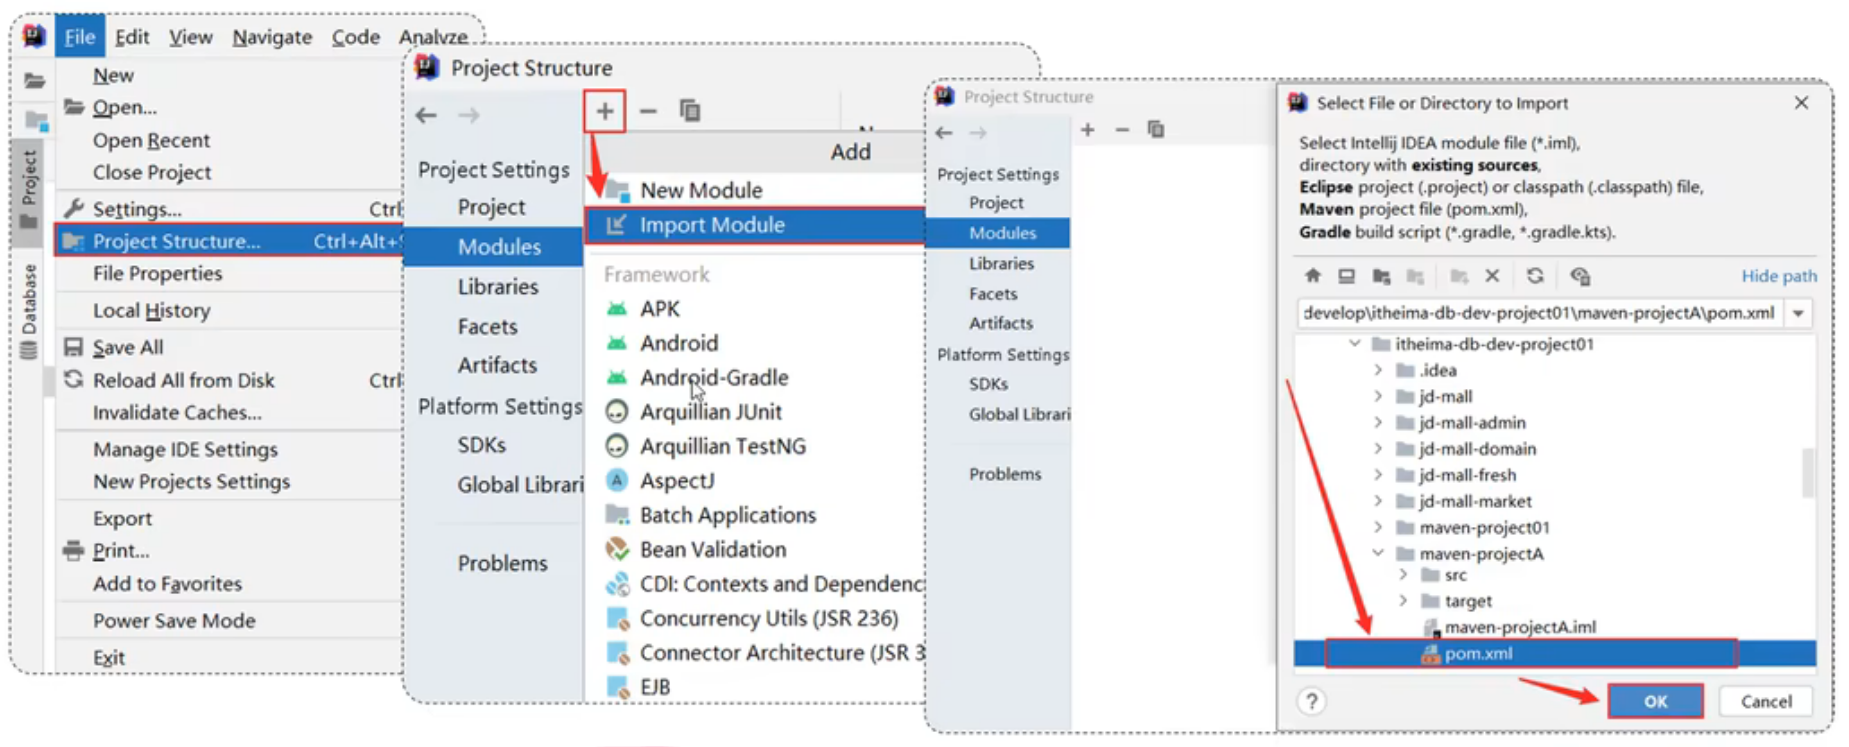 File Edit View Navigate Code Analyze
New
Open...
Open Recent
Close Project
Settings... Ctrl
Project Structure... Ctrl+Alt+S
File Properties
Local History
Save All
Reload All from Disk Ctrl
Invalidate Caches...
Manage IDE Settings
New Projects Settings
Export
Print...
Add to Favorites
Power Save Mode
Exit
Project
Database
Project Structure
Add
New Module
Import Module
Framework
APK
Android
Android-Gradle
Arquillian JUnit
Arquillian TestNG
AspectJ
Batch Applications
Bean Validation
CDI: Contexts and Dependenc
Concurrency Utils (JSR 236)
Connector Architecture (JSR 3
EJB
Project Settings
Project
Modules
Libraries
Facets
Artifacts
Platform Settings
SDKs
Global Librari
Problems
Project Structure
Project Settings
Project
Modules
Libraries
Facets
Artifacts
Platform Settings
SDKs
Global Librari
Problems
Select File or Directory to Import
Select Intellij IDEA module file (*.iml),
directory with existing sources,
Eclipse project (.project) or classpath (.classpath) file,
Maven project file (pom.xml),
Gradle build script (*.gradle, *.gradle.kts).
Hide path
develop\itheima-db-dev-project01\maven-projectA\pom.xml
itheima-db-dev-project01
.idea
jd-mall
jd-mall-admin
jd-mall-domain
jd-mall-fresh
jd-mall-market
maven-project01
maven-projectA
src
target
maven-projectA.iml
pom.xml
?
OK
Cancel